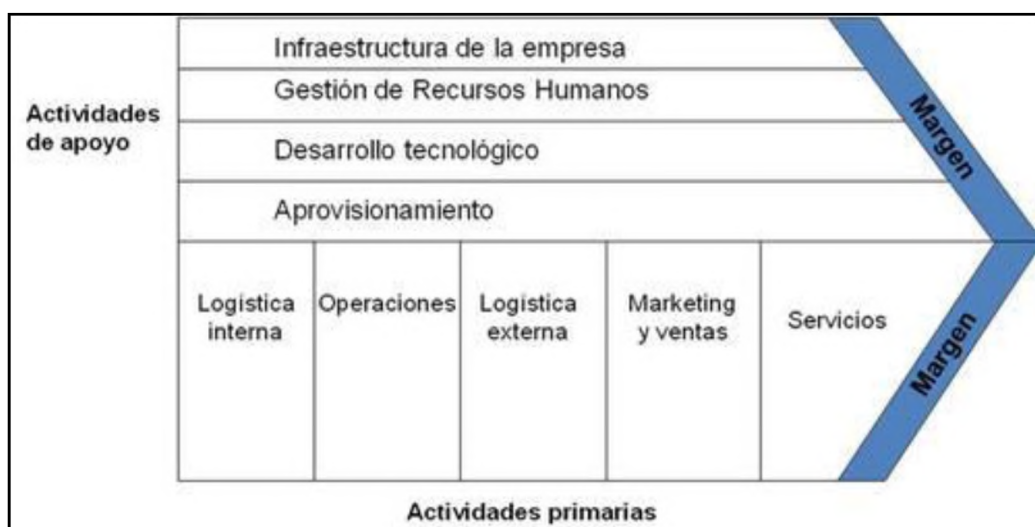 Infraestructura de la empresa
Gestión de Recursos Humanos
Actividades
de apoyo
Desarrollo tecnológico
Aprovisionamiento
Margen
Logística
interna
Operaciones
Logística
externa
Marketing
y ventas
Servicios
Margen
Actividades primarias